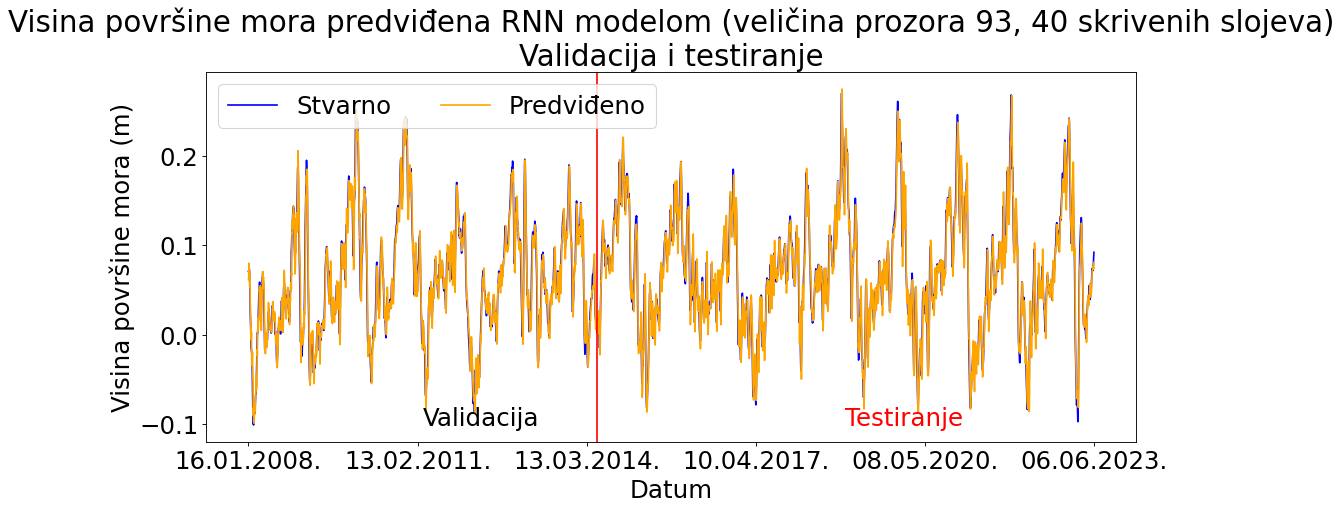 Visina površine mora predviđena RNN modelom (veličina prozora 93, 40 skrivenih slojeva)
Validacija i testiranje
Stvarno
Predviđeno
Visina površine mora (m)
0.2
0.1
0.0
−0.1
Validacija
Testiranje
16.01.2008.
13.02.2011.
13.03.2014.
10.04.2017.
08.05.2020.
06.06.2023.
Datum